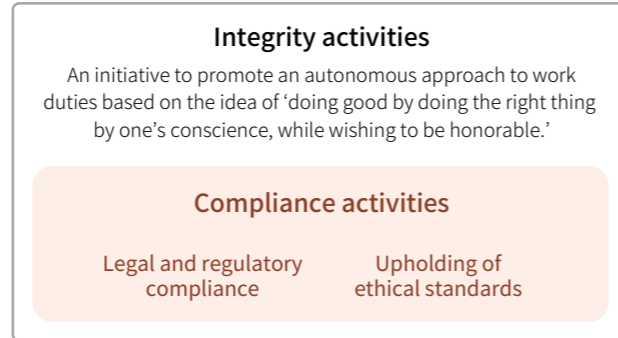 Integrity activities
An initiative to promote an autonomous approach to work
duties based on the idea of ‘doing good by doing the right thing
by one’s conscience, while wishing to be honorable.’
Compliance activities
Legal and regulatory
compliance
Upholding of
ethical standards